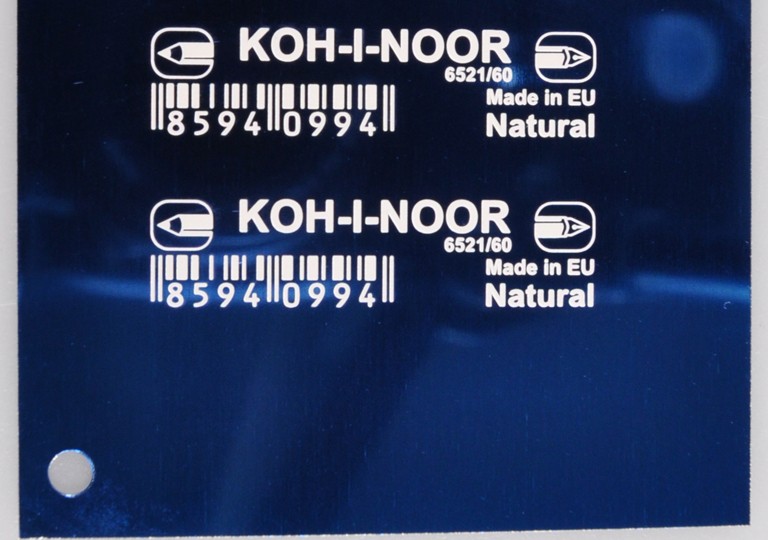 KOH-I-NOOR
6521/60
Made in EU
8594 0994
Natural
KOH-I-NOOR
6521/60
Made in EU
8594 0994
Natural